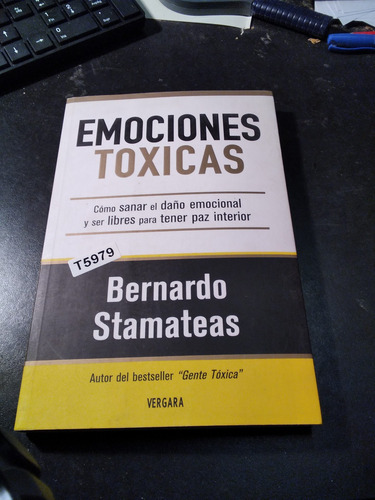 EMOCIONES
TOXICAS
Cómo sanar el daño emocional
y ser libres para tener paz interior
T5979
Bernardo
Stamateas
Autor del bestseller "Gente Tóxica"
VERGARA